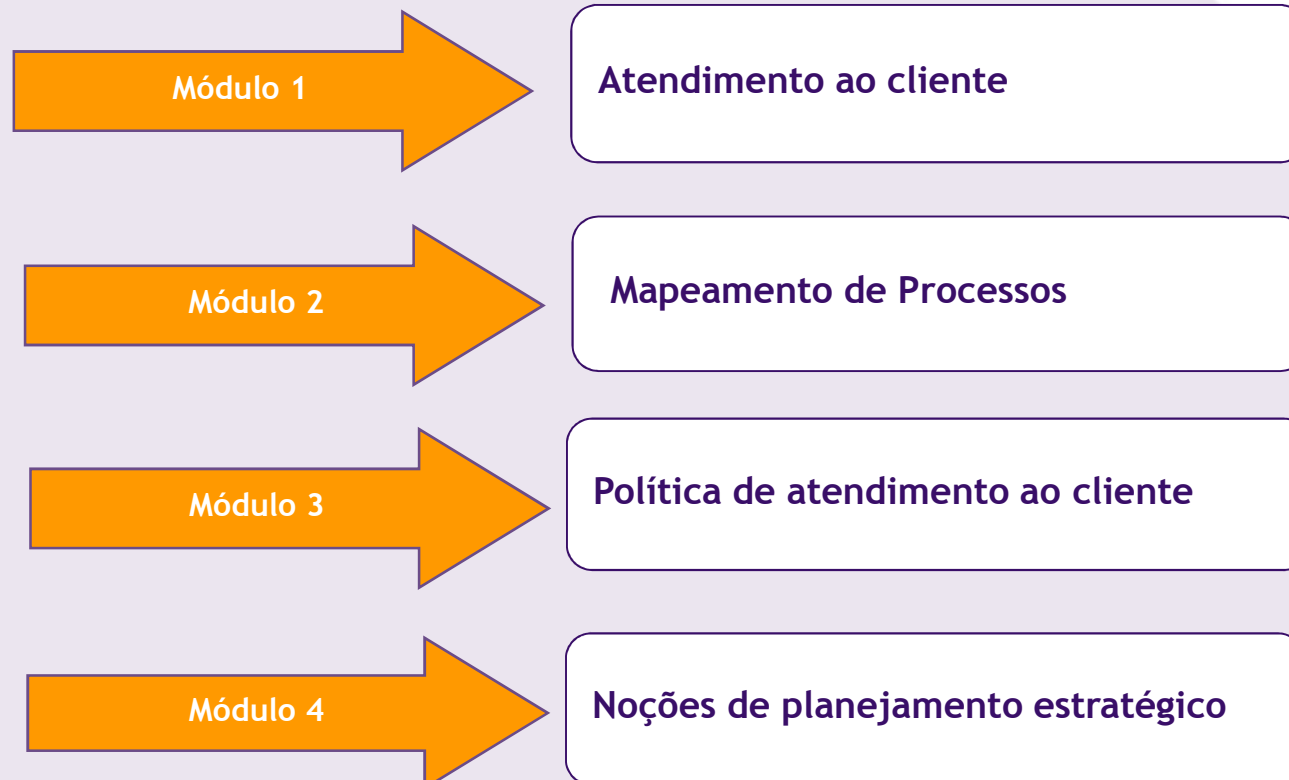 Módulo 1
Atendimento ao cliente
Módulo 2
Mapeamento de Processos
Módulo 3
Política de atendimento ao cliente
Módulo 4
Noções de planejamento estratégico